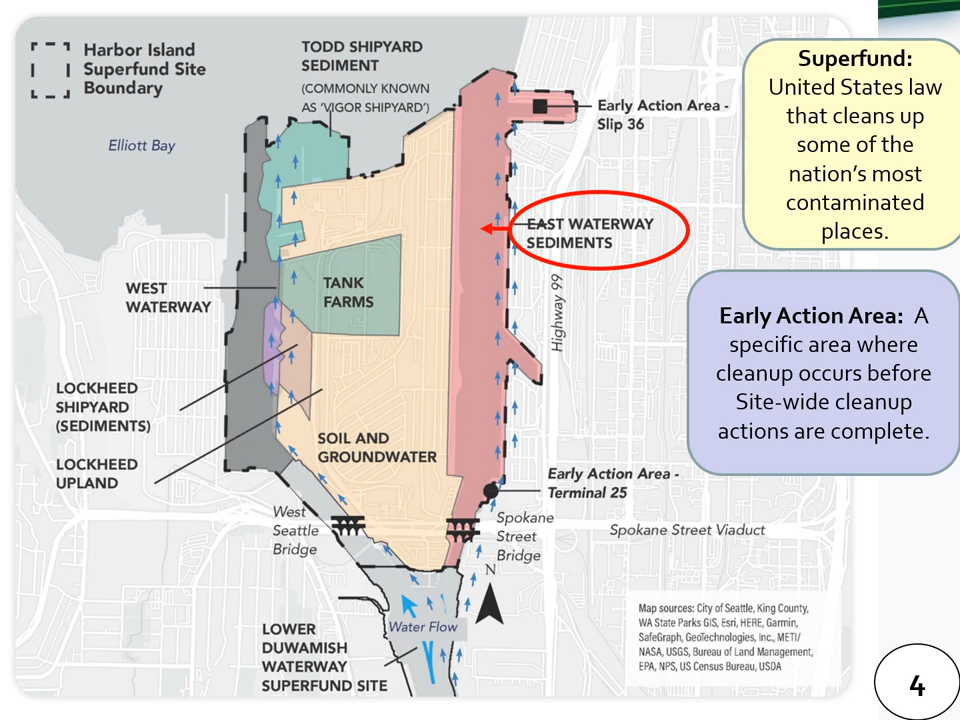 Harbor Island
Superfund Site
Boundary
TODD SHIPYARD
SEDIMENT
(COMMONLY KNOWN
AS 'VIGOR SHIPYARD')
Elliott Bay
Early Action Area -
Slip 36
EAST WATERWAY
SEDIMENTS
WEST
WATERWAY
TANK
FARMS
Highway 99
LOCKHEED
SHIPYARD
(SEDIMENTS)
LOCKHEED
UPLAND
SOIL AND
GROUNDWATER
Early Action Area -
Terminal 25
West
Seattle
Bridge
Spokane
Street
Bridge
Spokane Street Viaduct
N
Water Flow
LOWER
DUWAMISH
WATERWAY
SUPERFUND SITE
Map sources: City of Seattle, King County,
WA State Parks GIS, Esri, HERE, Garmin,
SafeGraph, GeoTechnologies, Inc., METI/
NASA, USGS, Bureau of Land Management,
EPA, NPS, US Census Bureau, USDA
Superfund:
United States law
that cleans up
some of the
nation's most
contaminated
places.
Early Action Area: A
specific area where
cleanup occurs before
Site-wide cleanup
actions are complete.
4